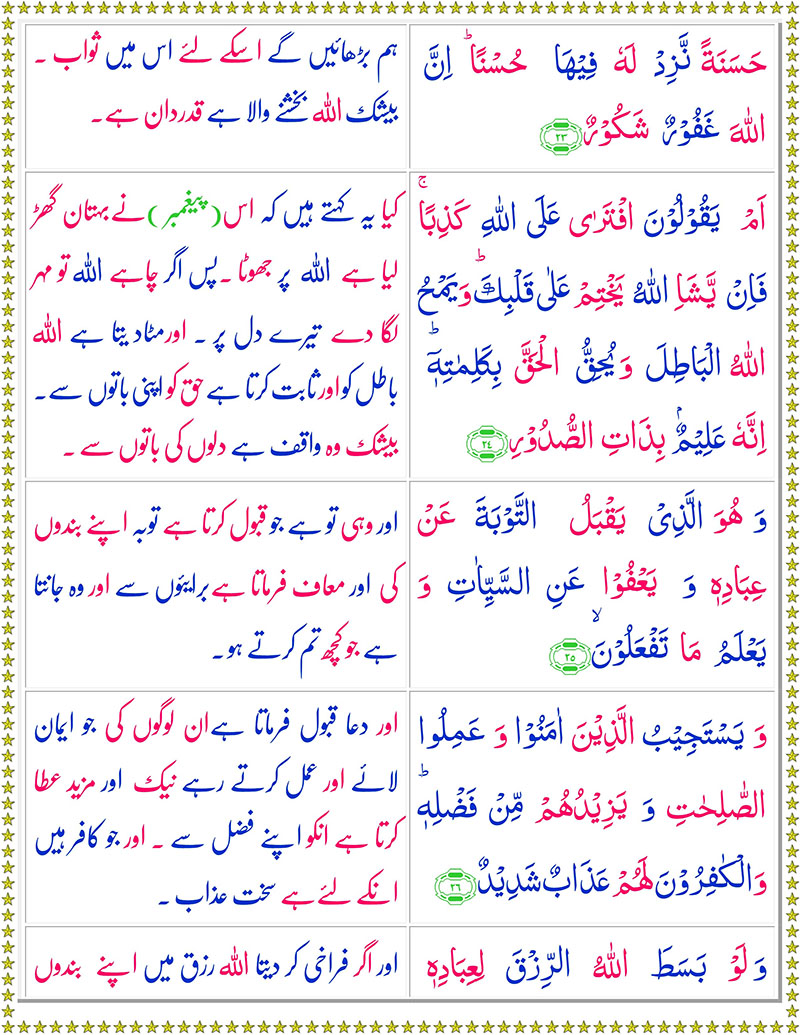 حَسَنَةً نَّزِدْ لَهٗ فِیْهَا حُسْنًا ؕ اِنَّ
اللّٰهَ غَفُوْرٌ شَكُوْرٌ ﴿۲۳﴾
ہم بڑھائیں گے اسکے لئے اس میں ثواب ۔
بیشک اللہ بخشنے والا ہے قدردان ہے۔
اَمْ یَقُوْلُوْنَ افْتَرٰی عَلَی اللّٰهِ كَذِبًا ۚ
فَاِنْ یَّشَاِ اللّٰهُ یَخْتِمْ عَلٰی قَلْبِكَ ؕ وَیَمْحُ
اللّٰهُ الْبَاطِلَ وَیُحِقُّ الْحَقَّ بِكَلِمٰتِهٖ ؕ
اِنَّهٗ عَلِیْمٌۢ بِذَاتِ الصُّدُوْرِ ﴿۲٤﴾
کیا یہ کہتے ہیں کہ اس (پیغمبر) نے بہتان گھڑ
لیا ہے اللہ پر جھوٹا ۔پس اگر چاہے اللہ تو مہر
لگا دے تیرے دل پر ۔ اور مٹا دیتا ہے اللہ
باطل کو اور ثابت کرتا ہے حق کو اپنی باتوں سے۔
بیشک وہ واقف ہے دلوں کی باتوں سے ۔
وَ هُوَ الَّذِیْ یَقْبَلُ التَّوْبَةَ عَنْ
عِبَادِهٖ وَ یَعْفُوْا عَنِ السَّیِّاٰتِ وَ
یَعْلَمُ مَا تَفْعَلُوْنَ ۙ ﴿۲۵﴾
اور وہی تو ہے جو قبول کرتا ہے توبہ اپنے بندوں
کی اور معاف فرماتا ہے برایئوں سے اور وہ جانتا
ہے جو کچھ تم کرتے ہو۔
وَ یَسْتَجِیْبُ الَّذِیْنَ اٰمَنُوْا وَ عَمِلُوا
الصّٰلِحٰتِ وَ یَزِیْدُهُمْ مِّنْ فَضْلِهٖ ؕ
وَالْكٰفِرُوْنَ لَهُمْ عَذَابٌ شَدِیْدٌ ﴿۲٦﴾
اور دعا قبول فرماتا ہے ان لوگوں کی جو ایمان
لائے اور عمل کرتے رہے نیک اور مزید عطا
کرتا ہے انکو اپنے فضل سے ۔ اور جو کافر ہیں
انکے لئے ہے سخت عذاب ۔
وَ لَوْ بَسَطَ اللّٰهُ الرِّزْقَ لِعِبَادِهٖ
اور اگر فراخی کر دیتا اللہ رزق میں اپنے بندوں